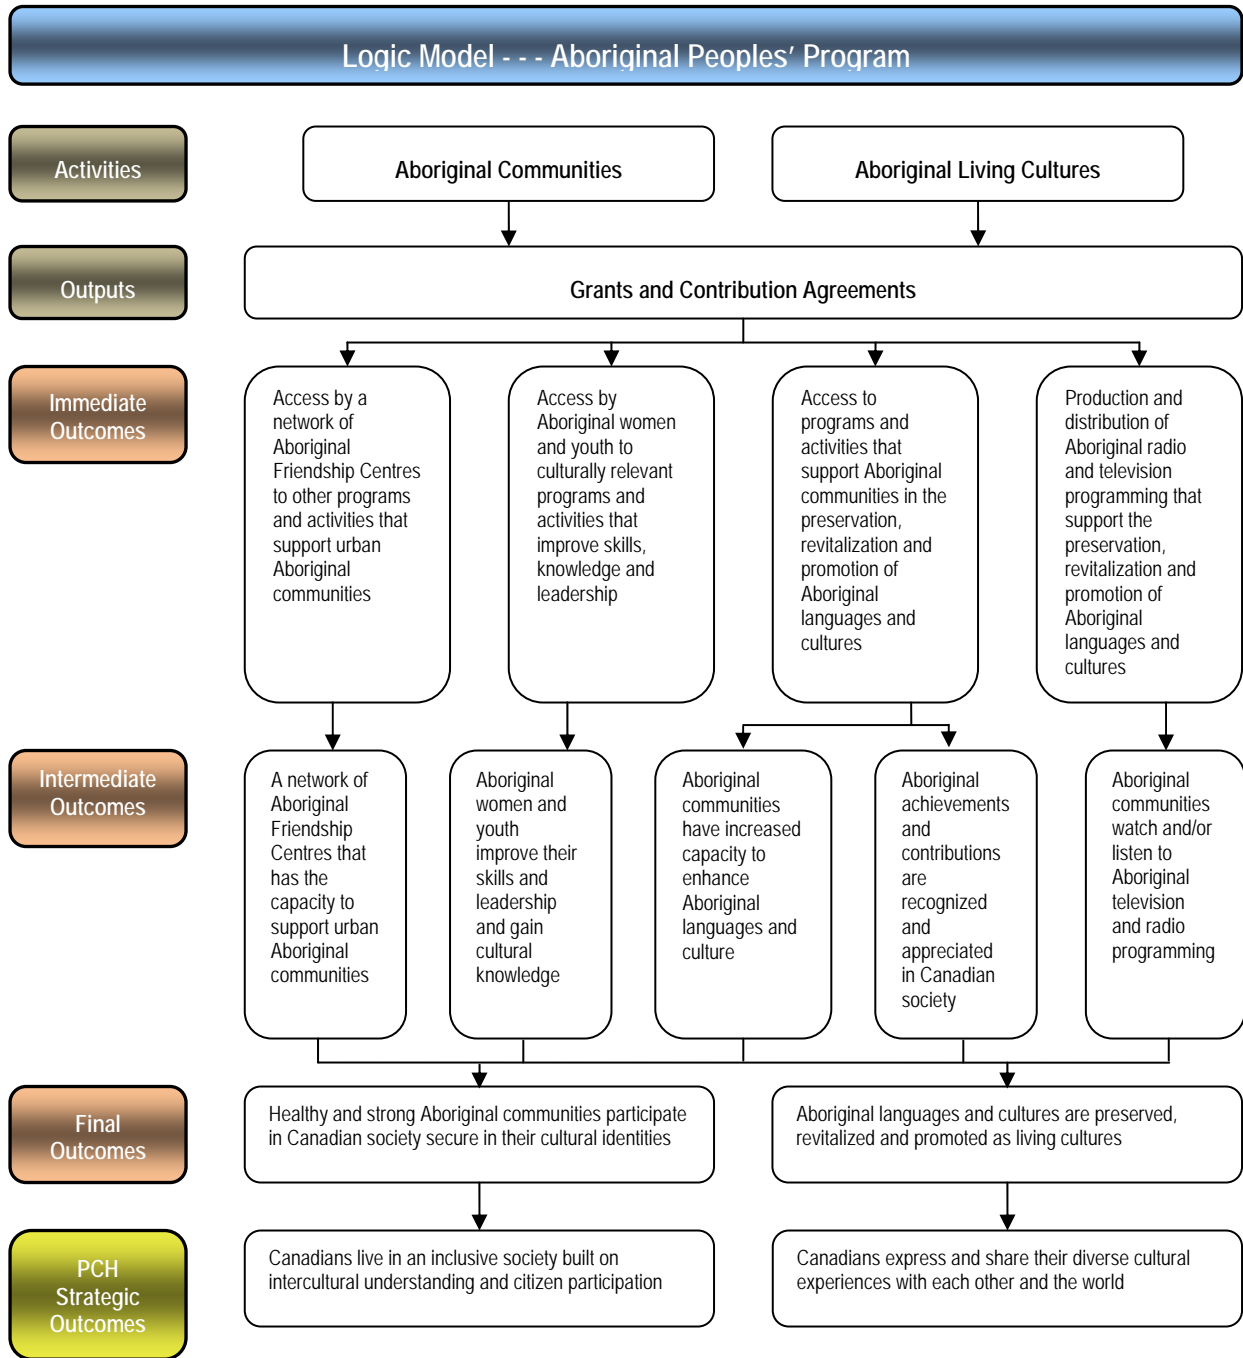 Logic Model - - - Aboriginal Peoples' Program
Activities
Aboriginal Communities
Aboriginal Living Cultures
Outputs
Grants and Contribution Agreements
Immediate
Outcomes
Access by a
network of
Aboriginal
Friendship Centres
to other programs
and activities that
support urban
Aboriginal
communities
Access by
Aboriginal women
and youth to
culturally relevant
programs and
activities that
improve skills,
knowledge and
leadership
Access to
programs and
activities that
support Aboriginal
communities in the
preservation,
revitalization and
promotion of
Aboriginal
languages and
cultures
Production and
distribution of
Aboriginal radio
and television
programming that
support the
preservation,
revitalization and
promotion of
Aboriginal
languages and
cultures
Intermediate
Outcomes
A network of
Aboriginal
Friendship
Centres that
has the
capacity to
support urban
Aboriginal
communities
Aboriginal
women and
youth
improve their
skills and
leadership
and gain
cultural
knowledge
Aboriginal
communities
have increased
capacity to
enhance
Aboriginal
languages and
culture
Aboriginal
achievements
and
contributions
are
recognized
and
appreciated
in Canadian
society
Aboriginal
communities
watch and/or
listen to
Aboriginal
television
and radio
programming
Final
Outcomes
Healthy and strong Aboriginal communities participate
in Canadian society secure in their cultural identities
Aboriginal languages and cultures are preserved,
revitalized and promoted as living cultures
PCH
Strategic
Outcomes
Canadians live in an inclusive society built on
intercultural understanding and citizen participation
Canadians express and share their diverse cultural
experiences with each other and the world